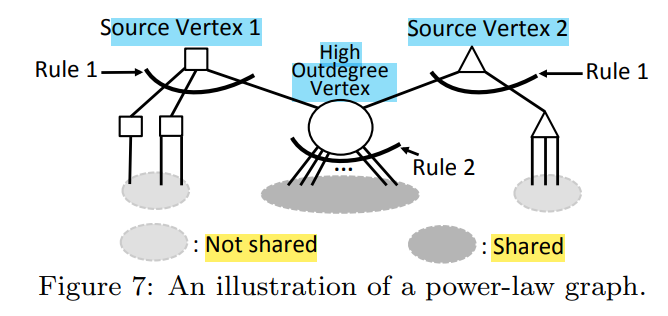 Source Vertex 1
Source Vertex 2
High
Outdegree
Vertex
Rule 1
Rule 1
Rule 2
...
: Not shared
: Shared
Figure 7: An illustration of a power-law graph.